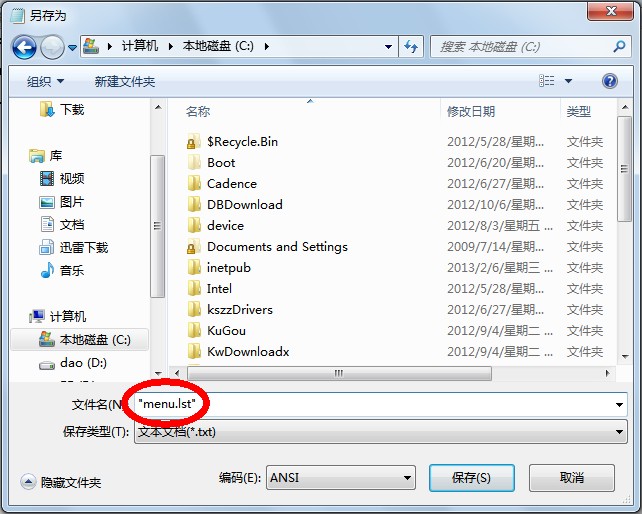 另存为
计算机 本地磁盘 (C:)
搜索 本地磁盘 (C:)
组织 新建文件夹
下载
库
视频
图片
文档
迅雷下载
音乐
计算机
本地磁盘 (C:)
dao (D:)
名称 修改日期 类型
$Recycle.Bin 2012/5/28/星期... 文件夹
Boot 2012/6/27/星期... 文件夹
Cadence 2012/6/27/星期... 文件夹
DBDownload 2012/10/6/星期... 文件夹
device 2012/8/3/星期五 ... 文件夹
Documents and Settings 2009/7/14/星期... 文件夹
inetpub 2013/2/6/星期三 ... 文件夹
Intel 2012/5/28/星期... 文件夹
kszzDrivers 2012/6/27/星期... 文件夹
KuGou 2012/9/4/星期二 ... 文件夹
KwDownloadx 2012/9/4/星期二 ... 文件夹
文件名(N "menu.lst"
保存类型(T): 文本文档(*.txt)
隐藏文件夹 编码(E): ANSI 保存(S) 取消